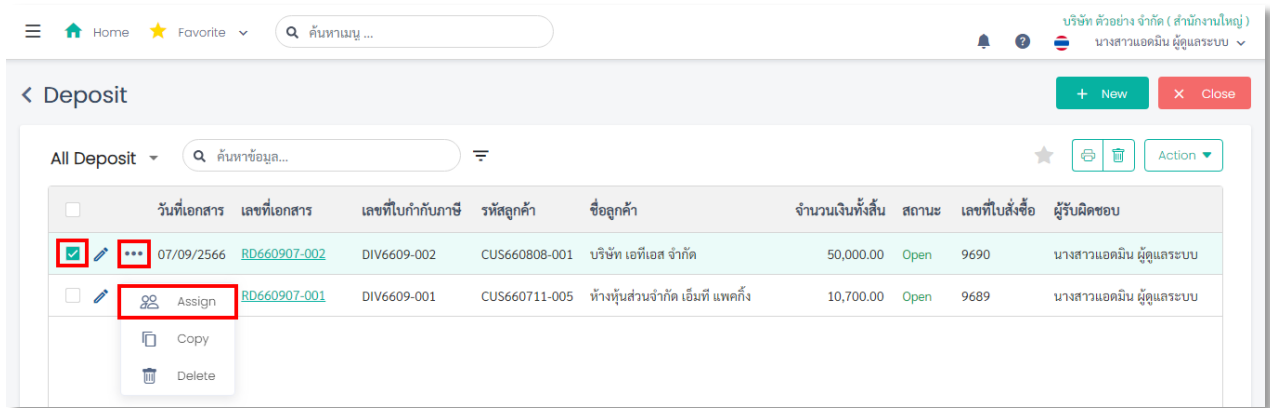 บริษัท ตัวอย่าง จำกัด ( สำนักงานใหญ่ )
Home Favorite ค้นหาเมนู ... นางสาวแอดมิน ผู้ดูแลระบบ
Deposit + New × Close
All Deposit ค้นหาข้อมูล... Action
วันที่เอกสาร เลขที่เอกสาร เลขที่ใบกำกับภาษี รหัสลูกค้า ชื่อลูกค้า จำนวนเงินทั้งสิ้น สถานะ เลขที่ใบสั่งซื้อ ผู้รับผิดชอบ
07/09/2566 RD660907-002 DIV6609-002 CUS660808-001 บริษัท เอทีเอส จำกัด 50,000.00 Open 9690 นางสาวแอดมิน ผู้ดูแลระบบ
RD660907-001 DIV6609-001 CUS660711-005 ห้างหุ้นส่วนจำกัด เอ็มที แพคกิ้ง 10,700.00 Open 9689 นางสาวแอดมิน ผู้ดูแลระบบ
Assign
Copy
Delete